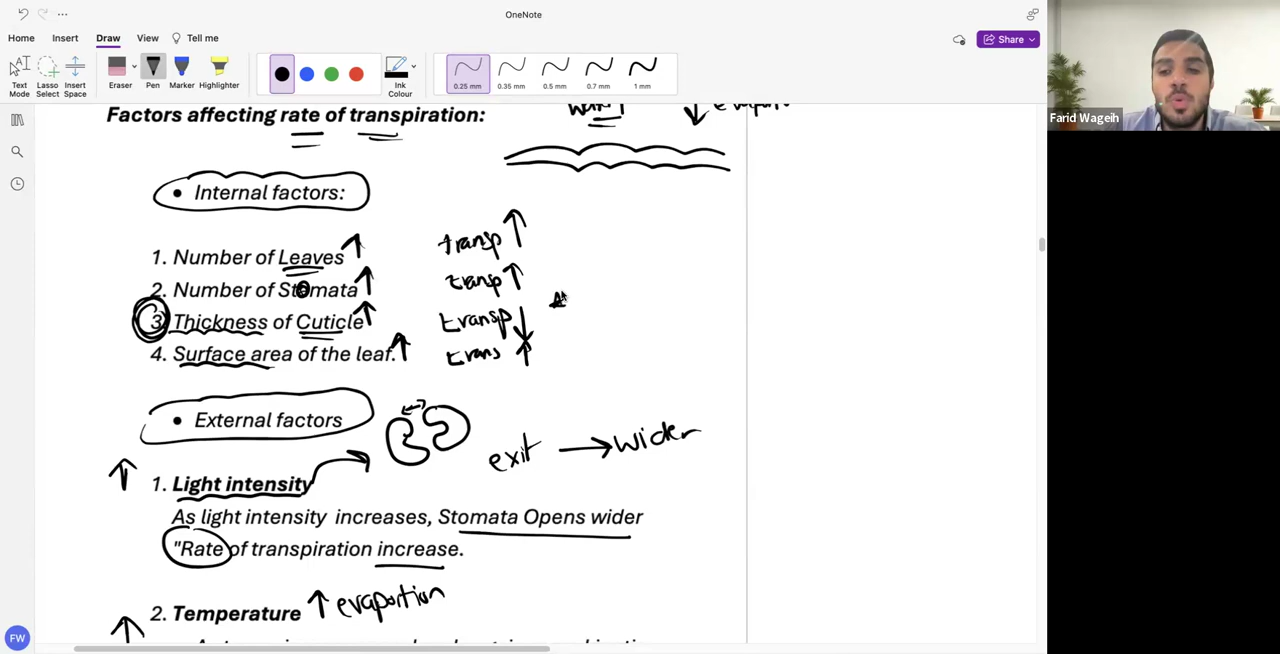 OneNote
Home Insert Draw View Tell me
Share
Text Mode
Lasso Select
Insert Space
Eraser
Pen
Marker
Highlighter
Ink Colour
0.25 mm
0.35 mm
0.5 mm
0.7 mm
1 mm
Farid Wageih
Factors affecting rate of transpiration:
• Internal factors:
1. Number of Leaves ↑ transp ↑
2. Number of Stomata ↑ transp ↑
3. Thickness of Cuticle ↑ transp ↓
4. Surface area of the leaf. ↑ trans ↑
• External factors
exit → wider
↑ 1. Light intensity
As light intensity increases, Stomata Opens wider
"Rate of transpiration increase.
2. Temperature ↑ evaportion
↑
FW